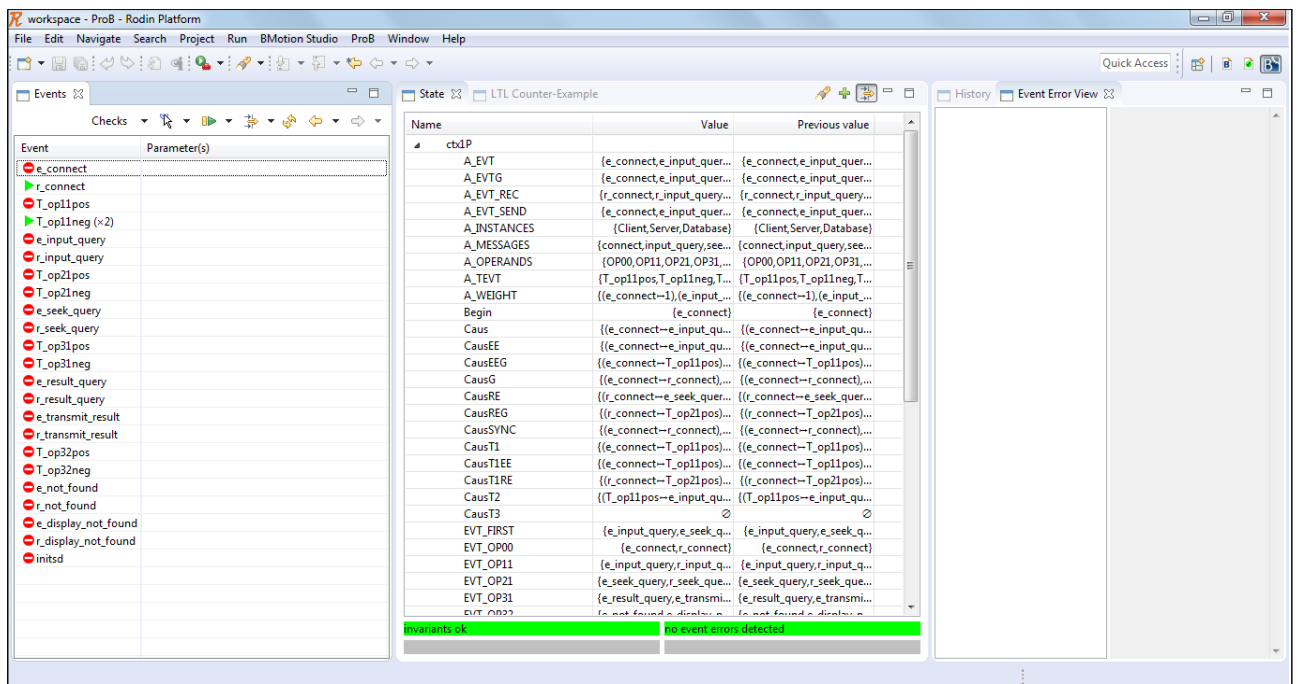 workspace - ProB - Rodin Platform
File Edit Navigate Search Project Run BMotion Studio ProB Window Help
Quick Access
Events
Checks
Event Parameter(s)
e_connect
r_connect
T_op11pos
T_op11neg (×2)
e_input_query
r_input_query
T_op21pos
T_op21neg
e_seek_query
r_seek_query
T_op31pos
T_op31neg
e_result_query
r_result_query
e_transmit_result
r_transmit_result
T_op32pos
T_op32neg
e_not_found
r_not_found
e_display_not_found
r_display_not_found
initsd
State LTL Counter-Example
Name Value Previous value
ctx1P
A_EVT {e_connect,e_input_quer... {e_connect,e_input_quer...
A_EVTG {e_connect,e_input_quer... {e_connect,e_input_quer...
A_EVT_REC {r_connect,r_input_query... {r_connect,r_input_query...
A_EVT_SEND {e_connect,e_input_quer... {e_connect,e_input_quer...
A_INSTANCES {Client,Server,Database} {Client,Server,Database}
A_MESSAGES {connect,input_query,see... {connect,input_query,see...
A_OPERANDS {OP00,OP11,OP21,OP31,... {OP00,OP11,OP21,OP31,...
A_TEVT {T_op11pos,T_op11neg,T... {T_op11pos,T_op11neg,T...
A_WEIGHT {(e_connect↦1),(e_input_... {(e_connect↦1),(e_input_...
Begin {e_connect} {e_connect}
Caus {(e_connect↦e_input_qu... {(e_connect↦e_input_qu...
CausEE {(e_connect↦e_input_qu... {(e_connect↦e_input_qu...
CausEEG {(e_connect↦T_op11pos)... {(e_connect↦T_op11pos)...
CausG {(e_connect↦r_connect),... {(e_connect↦r_connect),...
CausRE {(r_connect↦e_seek_quer... {(r_connect↦e_seek_quer...
CausREG {(r_connect↦T_op21pos)... {(r_connect↦T_op21pos)...
CausSYNC {(e_connect↦r_connect),... {(e_connect↦r_connect),...
CausT1 {(e_connect↦T_op11pos)... {(e_connect↦T_op11pos)...
CausT1EE {(e_connect↦T_op11pos)... {(e_connect↦T_op11pos)...
CausT1RE {(r_connect↦T_op21pos)... {(r_connect↦T_op21pos)...
CausT2 {(T_op11pos↦e_input_qu... {(T_op11pos↦e_input_qu...
CausT3 ∅ ∅
EVT_FIRST {e_input_query,e_seek_q... {e_input_query,e_seek_q...
EVT_OP00 {e_connect,r_connect} {e_connect,r_connect}
EVT_OP11 {e_input_query,r_input_q... {e_input_query,r_input_q...
EVT_OP21 {e_seek_query,r_seek_que... {e_seek_query,r_seek_que...
EVT_OP31 {e_result_query,e_transmi... {e_result_query,e_transmi...
EVT_OP32 {e_not_found,e_display_n... {e_not_found,e_display_n...
invariants ok no event errors detected
History Event Error View